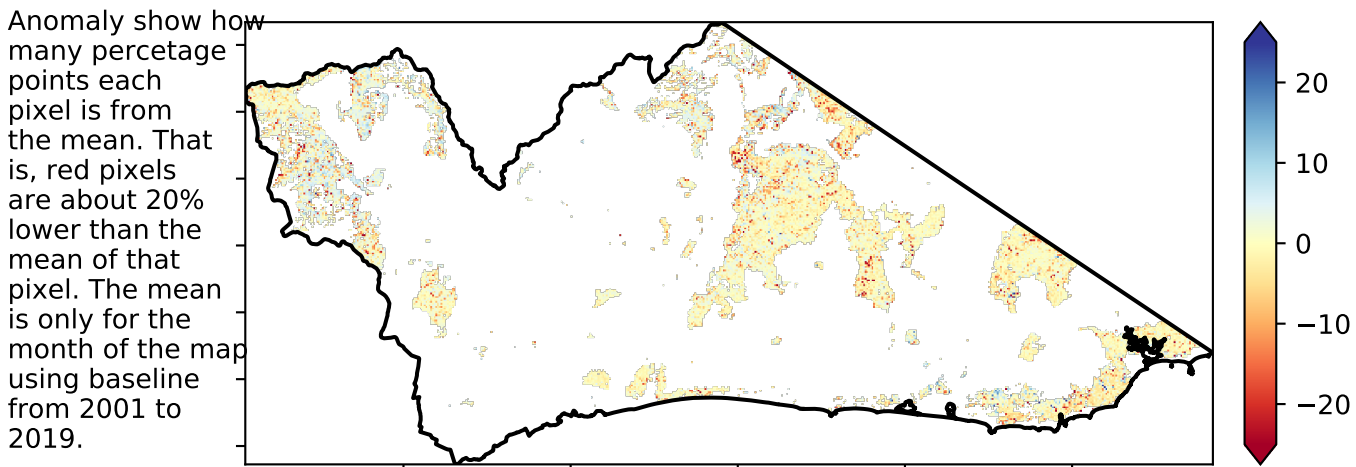 Anomaly show how
many percetage
points each
pixel is from
the mean. That
is, red pixels
are about 20%
lower than the
mean of that
pixel. The mean
is only for the
month of the map
using baseline
from 2001 to
2019.
20
10
0
−10
−20